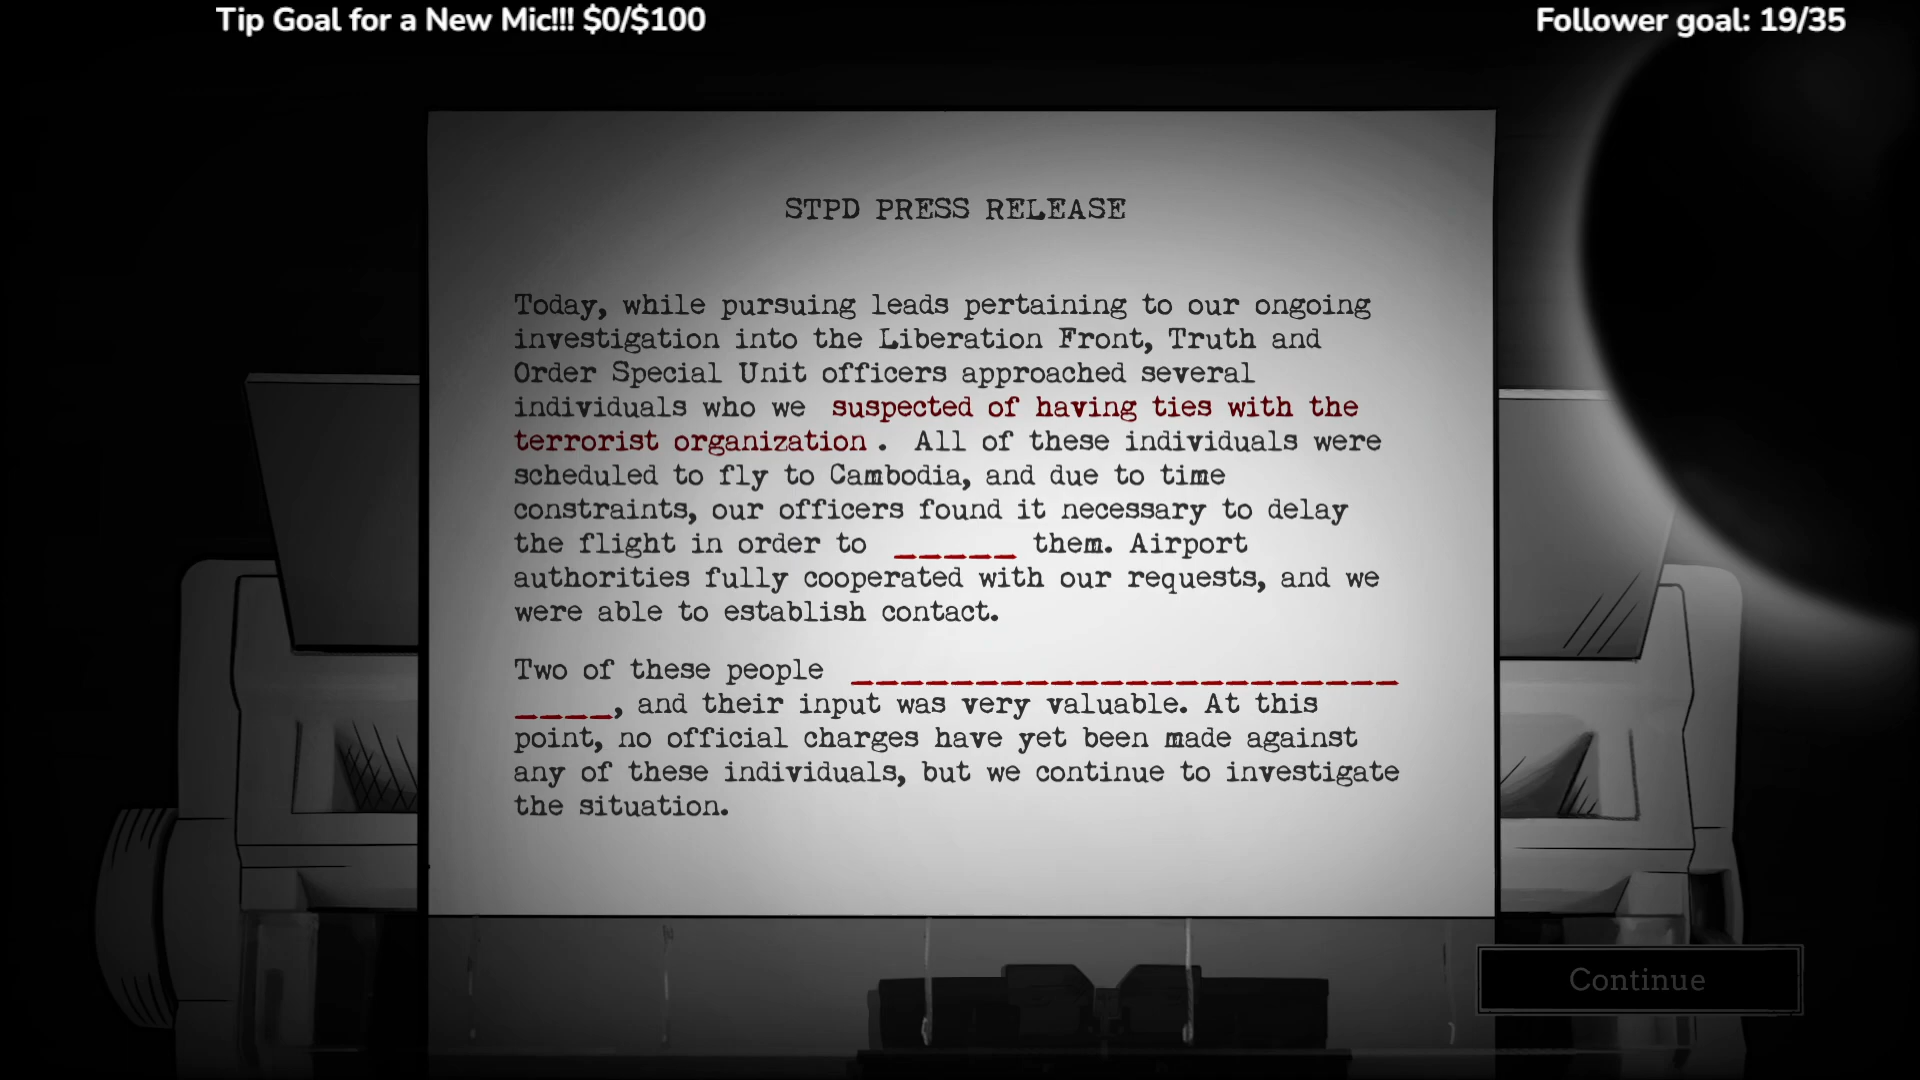 Tip Goal for a New Mic!!! $0/$100
Follower goal: 19/35
STPD PRESS RELEASE
Today, while pursuing leads pertaining to our ongoing
investigation into the Liberation Front, Truth and
Order Special Unit officers approached several
individuals who we suspected of having ties with the
terrorist organization. All of these individuals were
scheduled to fly to Cambodia, and due to time
constraints, our officers found it necessary to delay
the flight in order to _____ them. Airport
authorities fully cooperated with our requests, and we
were able to establish contact.
Two of these people ______________________
____, and their input was very valuable. At this
point, no official charges have yet been made against
any of these individuals, but we continue to investigate
the situation.
Continue